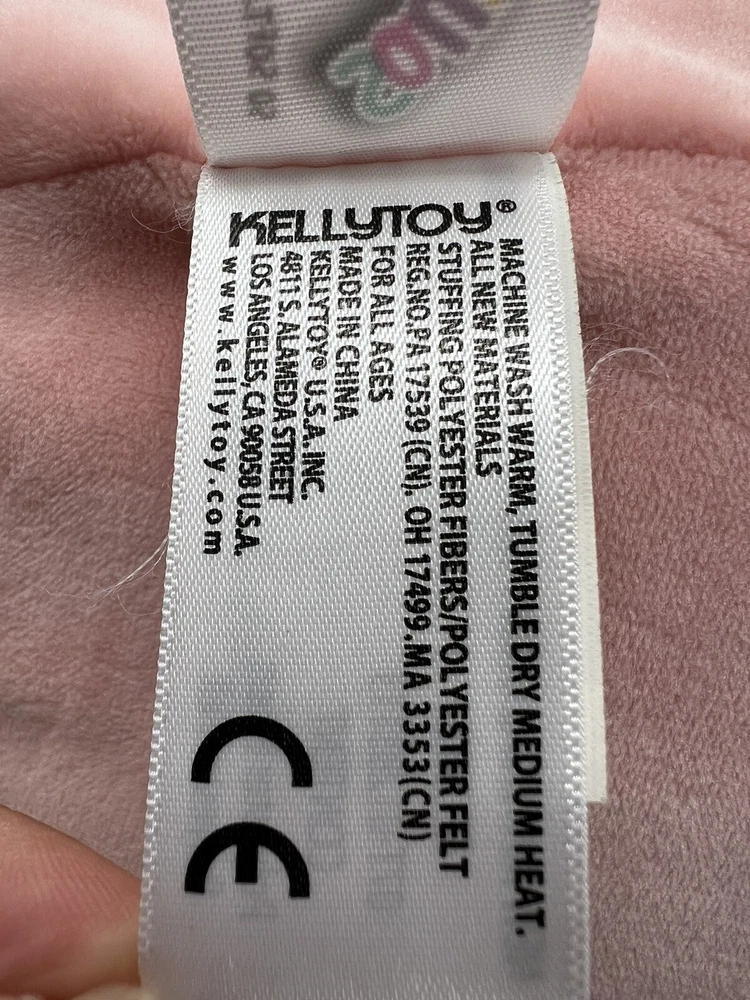 KELLYTOY®
MACHINE WASH WARM, TUMBLE DRY MEDIUM HEAT.
ALL NEW MATERIALS
STUFFING POLYESTER FIBERS/POLYESTER FELT
REG.NO.PA 17539 (CN). OH 17499.MA 3353(CN)
FOR ALL AGES
MADE IN CHINA
KELLYTOY® U.S.A. INC.
4811 S.ALAMEDA STREET
LOS ANGELES, CA 90058 U.S.A.
www.kellytoy.com
CE